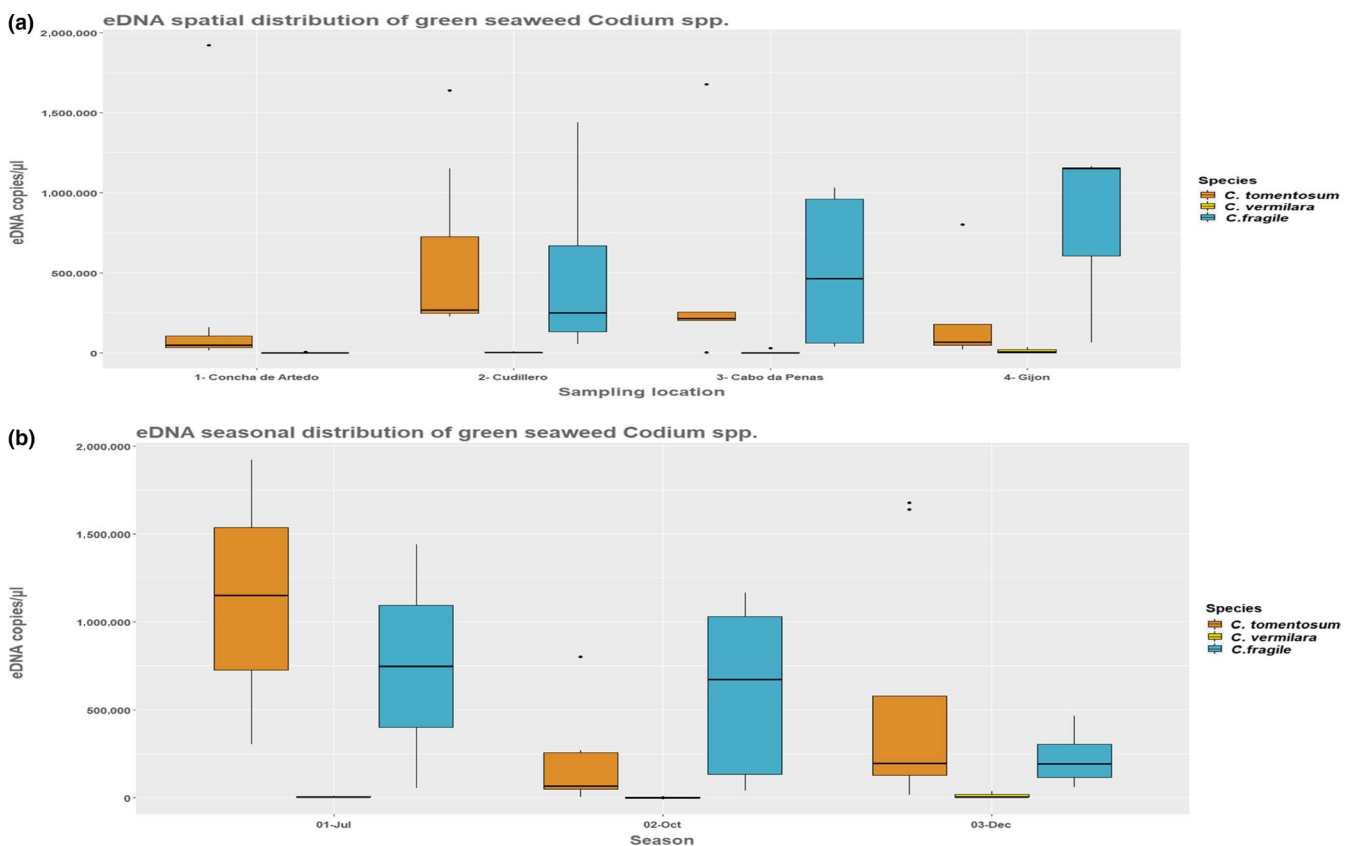 (a)
eDNA spatial distribution of green seaweed Codium spp.
2,000,000
1,500,000
1,000,000
500,000
0
eDNA copies/µl
1- Concha de Artedo
2- Cudillero
3- Cabo da Penas
4- Gijon
Sampling location
Species
C. tomentosum
C. vermilara
C.fragile
(b)
eDNA seasonal distribution of green seaweed Codium spp.
2,000,000
1,500,000
1,000,000
500,000
0
eDNA copies/µl
01-Jul
02-Oct
03-Dec
Season
Species
C. tomentosum
C. vermilara
C.fragile